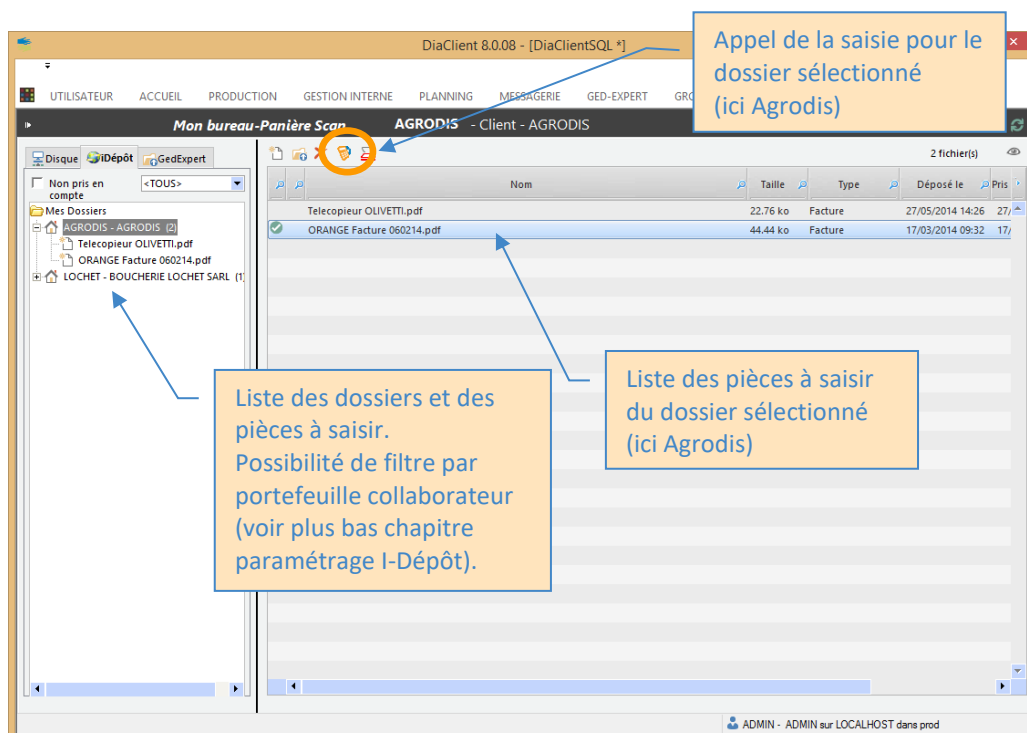 DiaClient 8.0.08 - [DiaClientSQL *]
Appel de la saisie pour le
dossier sélectionné
(ici Agrodis)
UTILISATEUR ACCUEIL PRODUCTION GESTION INTERNE PLANNING MESSAGERIE GED-EXPERT
Mon bureau-Panière Scan AGRODIS - Client - AGRODIS
Disque iDépôt GedExpert
2 fichier(s)
Non pris en
compte
<TOUS>
Nom Taille Type Déposé le Pris
Mes Dossiers
AGRODIS - AGRODIS (2)
Telecopieur OLIVETTI.pdf
ORANGE Facture 060214.pdf
LOCHET - BOUCHERIE LOCHET SARL (1)
Telecopieur OLIVETTI.pdf 22.76 ko Facture 27/05/2014 14:26 27/
ORANGE Facture 060214.pdf 44.44 ko Facture 17/03/2014 09:32 17/
Liste des dossiers et des
pièces à saisir.
Possibilité de filtre par
portefeuille collaborateur
(voir plus bas chapitre
paramétrage I-Dépôt).
Liste des pièces à saisir
du dossier sélectionné
(ici Agrodis)
ADMIN - ADMIN sur LOCALHOST dans prod